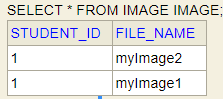 SELECT * FROM IMAGE IMAGE;
STUDENT_ID FILE_NAME
1 myImage2
1 myImage1